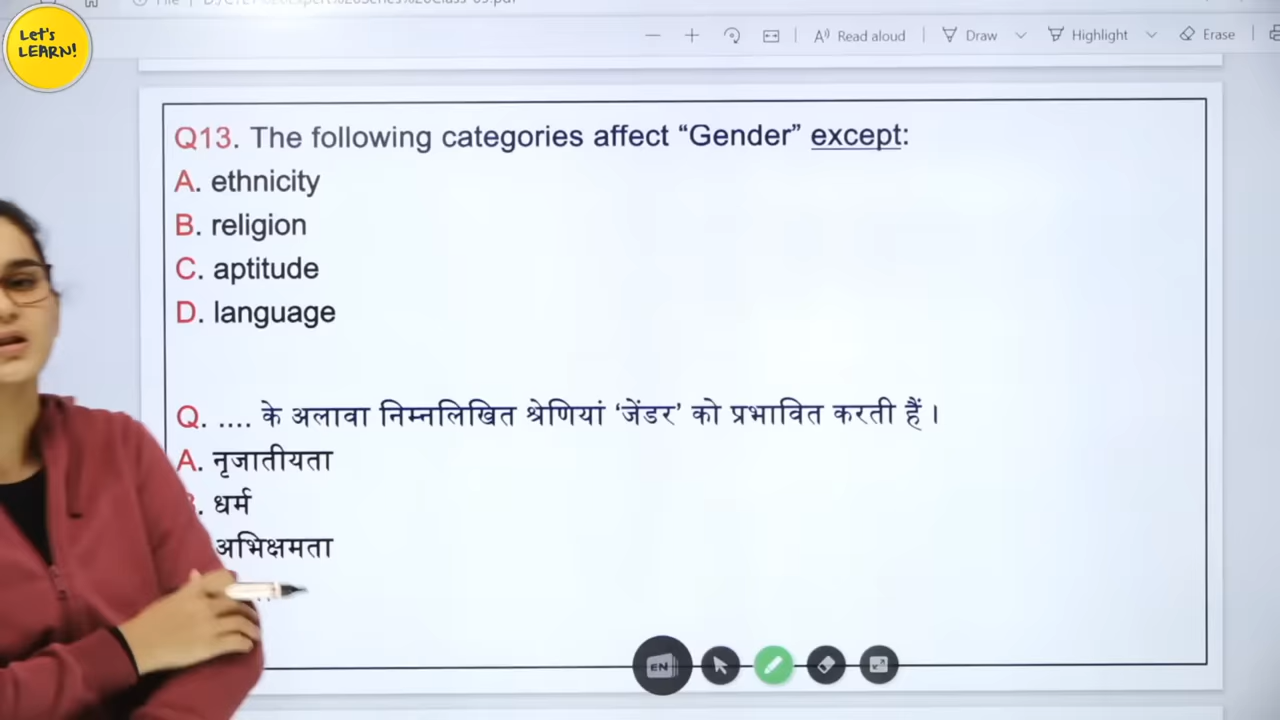 Let's
LEARN!
Read aloud
Draw
Highlight
Erase
Q13. The following categories affect “Gender” except:
A. ethnicity
B. religion
C. aptitude
D. language
Q. .... के अलावा निम्नलिखित श्रेणियां ‘जेंडर’ को प्रभावित करती हैं ।
A. नृजातीयता
. धर्म
अभिक्षमता
EN